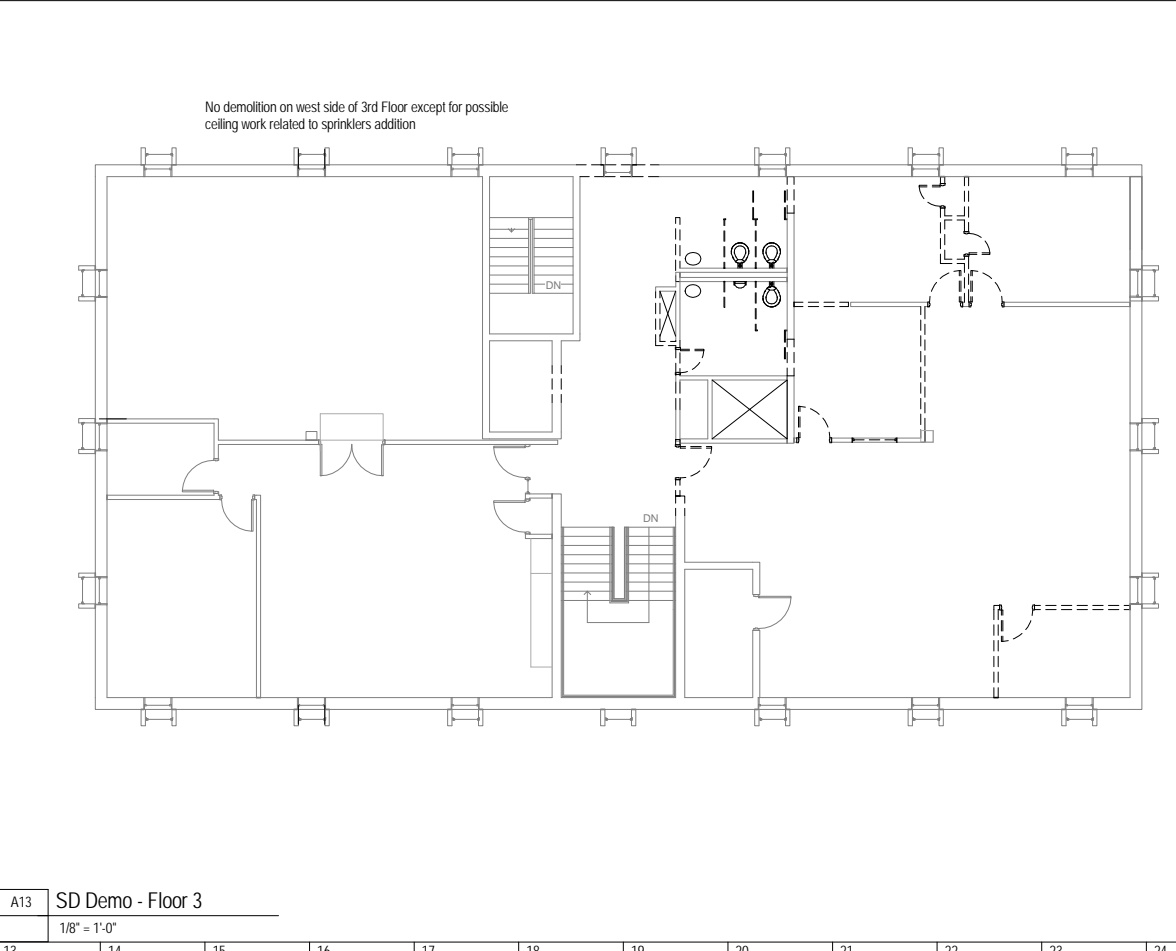 No demolition on west side of 3rd Floor except for possible
ceiling work related to sprinklers addition
DN
DN
A13 SD Demo - Floor 3
1/8" = 1'-0"
13 14 15 16 17 18 19 20 21 22 23 24